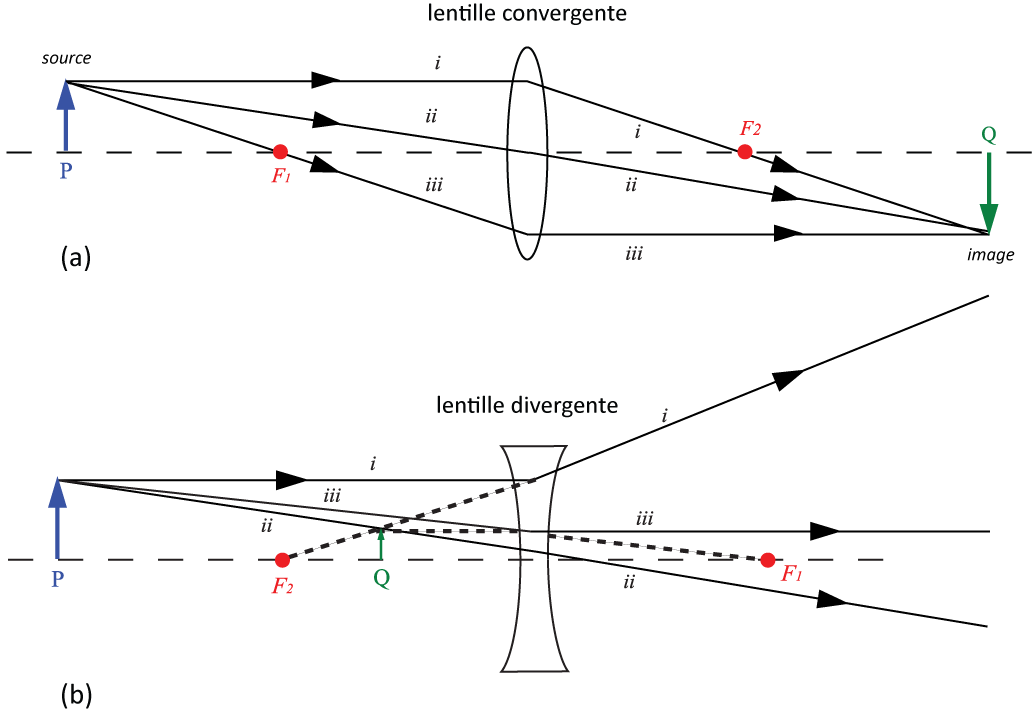 lentille convergente
source
i
ii
i
F2
Q
P
F1
iii
ii
iii
image
(a)
lentille divergente
i
i
iii
ii
iii
P
F2
Q
F1
ii
(b)